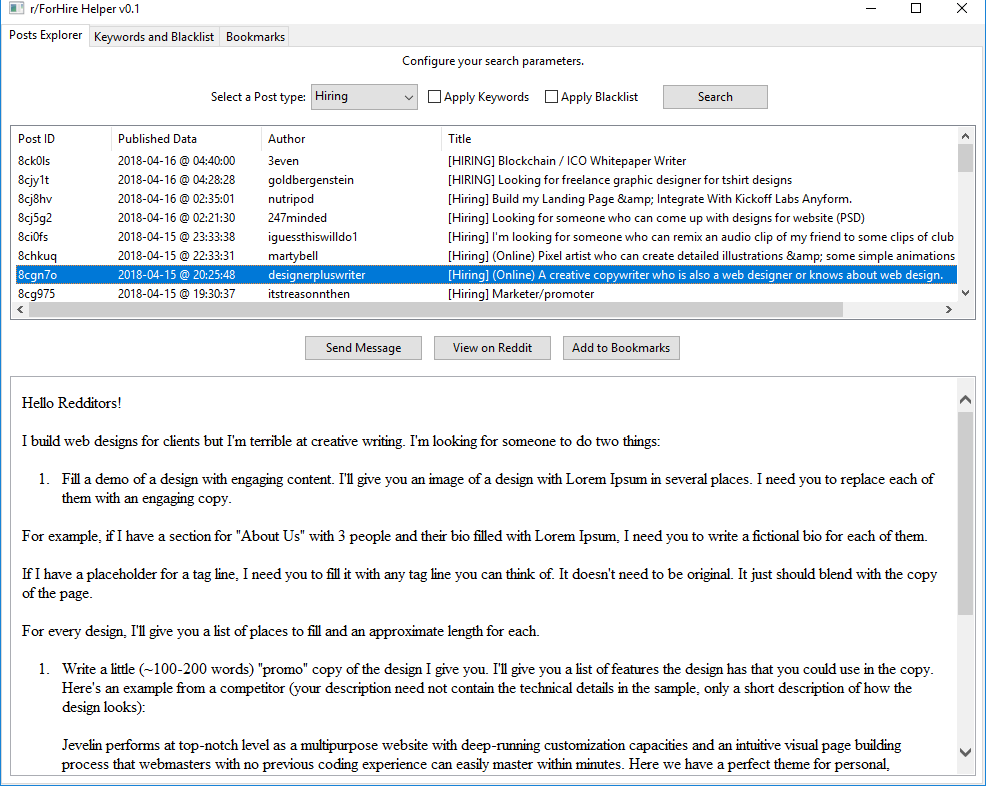 r/ForHire Helper v0.1
Posts Explorer Keywords and Blacklist Bookmarks
Configure your search parameters.
Select a Post type: Hiring Apply Keywords Apply Blacklist Search
Post ID Published Data Author Title
8ck0ls 2018-04-16 @ 04:40:00 3even [HIRING] Blockchain / ICO Whitepaper Writer
8cjy1t 2018-04-16 @ 04:28:28 goldbergenstein [HIRING] Looking for freelance graphic designer for tshirt designs
8cj8hv 2018-04-16 @ 02:35:01 nutripod [Hiring] Build my Landing Page &amp; Integrate With Kickoff Labs Anyform.
8cj5g2 2018-04-16 @ 02:21:30 247minded [Hiring] Looking for someone who can come up with designs for website (PSD)
8ci0fs 2018-04-15 @ 23:33:38 iguessthiswilldo1 [Hiring] I'm looking for someone who can remix an audio clip of my friend to some clips of club
8chkuq 2018-04-15 @ 22:33:31 martybell [Hiring] (Online) Pixel artist who can create detailed illustrations &amp; some simple animations
8cgn7o 2018-04-15 @ 20:25:48 designerpluswriter [Hiring] (Online) A creative copywriter who is also a web designer or knows about web design.
8cg975 2018-04-15 @ 19:30:37 itstreasonnthen [Hiring] Marketer/promoter
Send Message View on Reddit Add to Bookmarks
Hello Redditors!
I build web designs for clients but I'm terrible at creative writing. I'm looking for someone to do two things:
1. Fill a demo of a design with engaging content. I'll give you an image of a design with Lorem Ipsum in several places. I need you to replace each of
them with an engaging copy.
For example, if I have a section for "About Us" with 3 people and their bio filled with Lorem Ipsum, I need you to write a fictional bio for each of them.
If I have a placeholder for a tag line, I need you to fill it with any tag line you can think of. It doesn't need to be original. It just should blend with the copy
of the page.
For every design, I'll give you a list of places to fill and an approximate length for each.
1. Write a little (~100-200 words) "promo" copy of the design I give you. I'll give you a list of features the design has that you could use in the copy.
Here's an example from a competitor (your description need not contain the technical details in the sample, only a short description of how the
design looks):
Jevelin performs at top-notch level as a multipurpose website with deep-running customization capacities and an intuitive visual page building
process that webmasters with no previous coding experience can easily master within minutes. Here we have a perfect theme for personal,